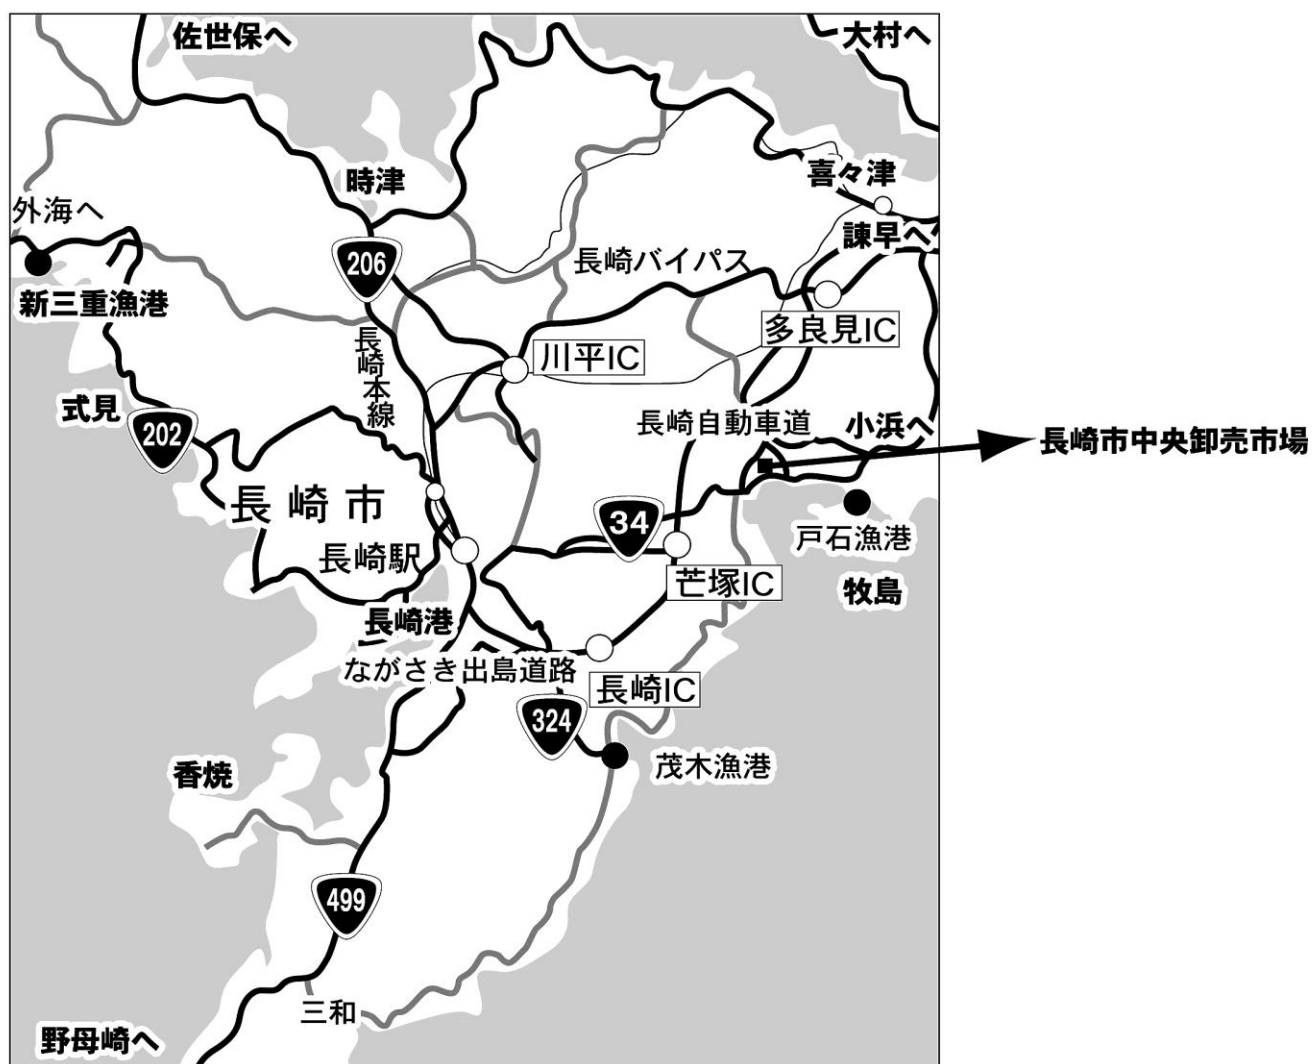 佐世保へ
大村へ
時津
喜々津
外海へ
諫早へ
206
長崎バイパス
新三重漁港
多良見IC
長崎本線
川平IC
式見
202
長崎自動車道
小浜へ
長崎市中央卸売市場
長崎市
34
戸石漁港
長崎駅
芒塚IC
牧島
長崎港
ながさき出島道路
長崎IC
324
茂木漁港
香焼
499
三和
野母崎へ